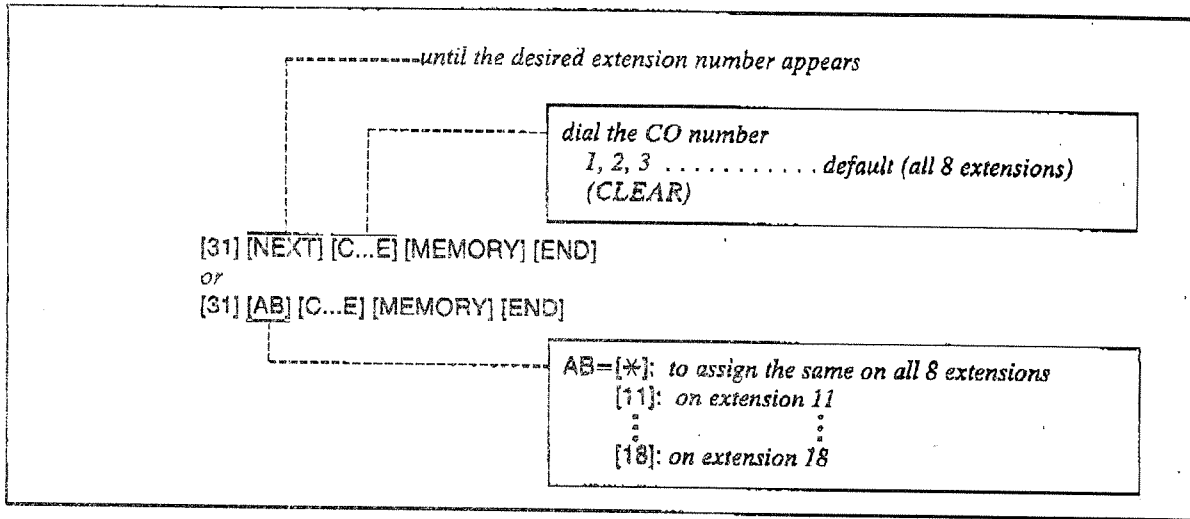 until the desired extension number appears
dial the CO number
1, 2, 3 . . . . . . . . . . . . default (all 8 extensions)
(CLEAR)
[31] [NEXT] [C...E] [MEMORY] [END]
or
[31] [AB] [C...E] [MEMORY] [END]
AB=[*]: to assign the same on all 8 extensions
[11]: on extension 11
[18]: on extension 18